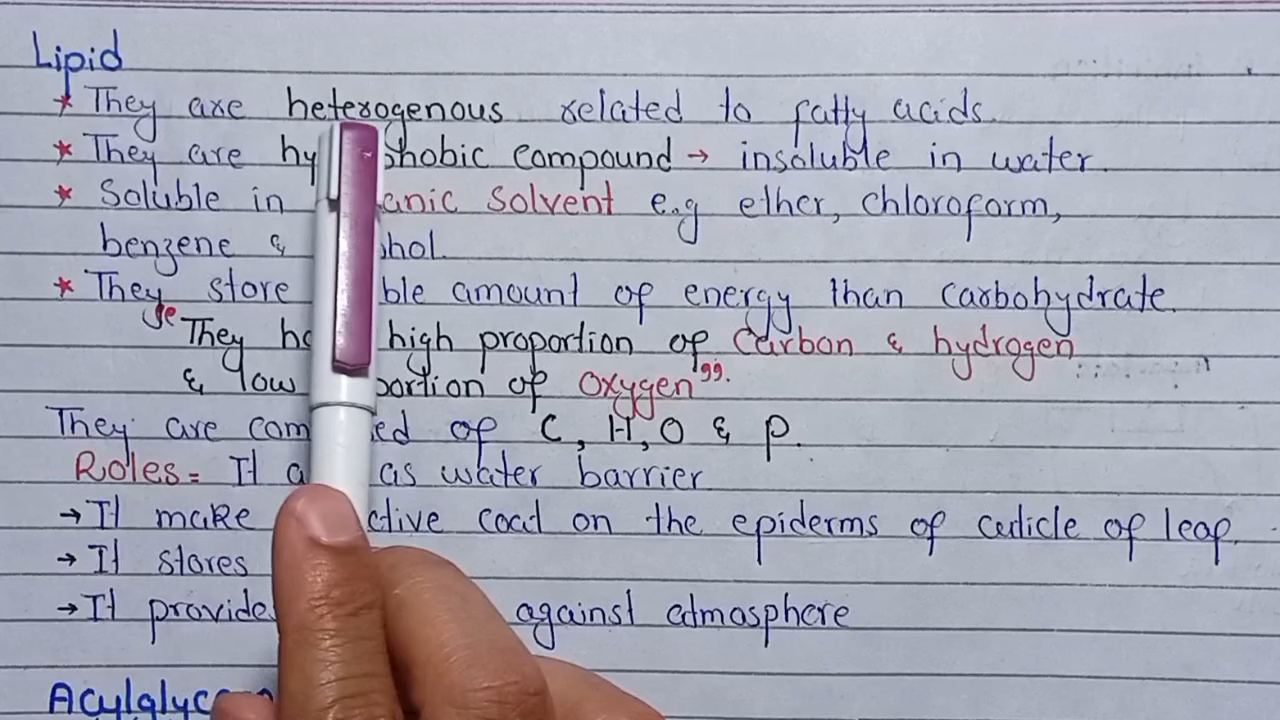 Lipid
* They are heterogenous related to fatty acids.
* They are hy phobic compound → insoluble in water.
* Soluble in anic solvent e.g ether, chloroform,
benzene & hol.
* They store ble amount of energy than carbohydrate.
They high proportion of Carbon & hydrogen
& low portion of oxygen".
They are com ed of C, H, O & P.
Roles = It as water barrier
→ It make ctive coat on the epiderms of cuticle of leaf.
→ It stores
→ It provide against atmosphere
Acylglyc